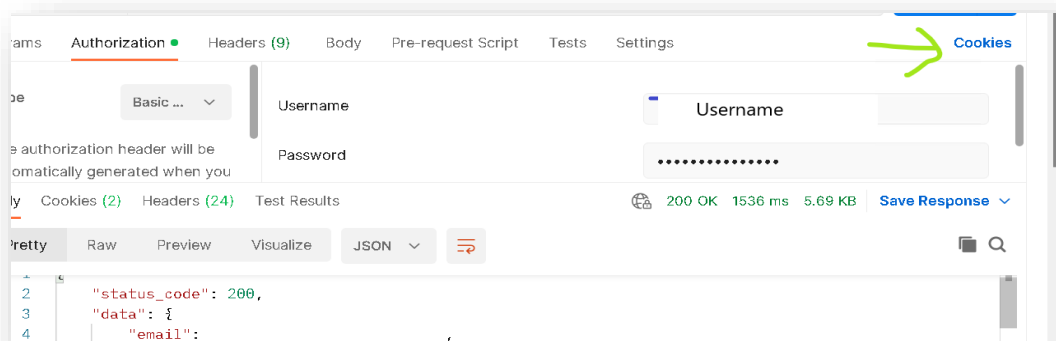 ams Authorization Headers (9) Body Pre-request Script Tests Settings Cookies
pe Basic ... Username Username
e authorization header will be
omatically generated when you
Password •••••••••••••••
ly Cookies (2) Headers (24) Test Results 200 OK 1536 ms 5.69 KB Save Response
Pretty Raw Preview Visualize JSON
1 {
2 "status_code": 200,
3 "data": {
4 "email":